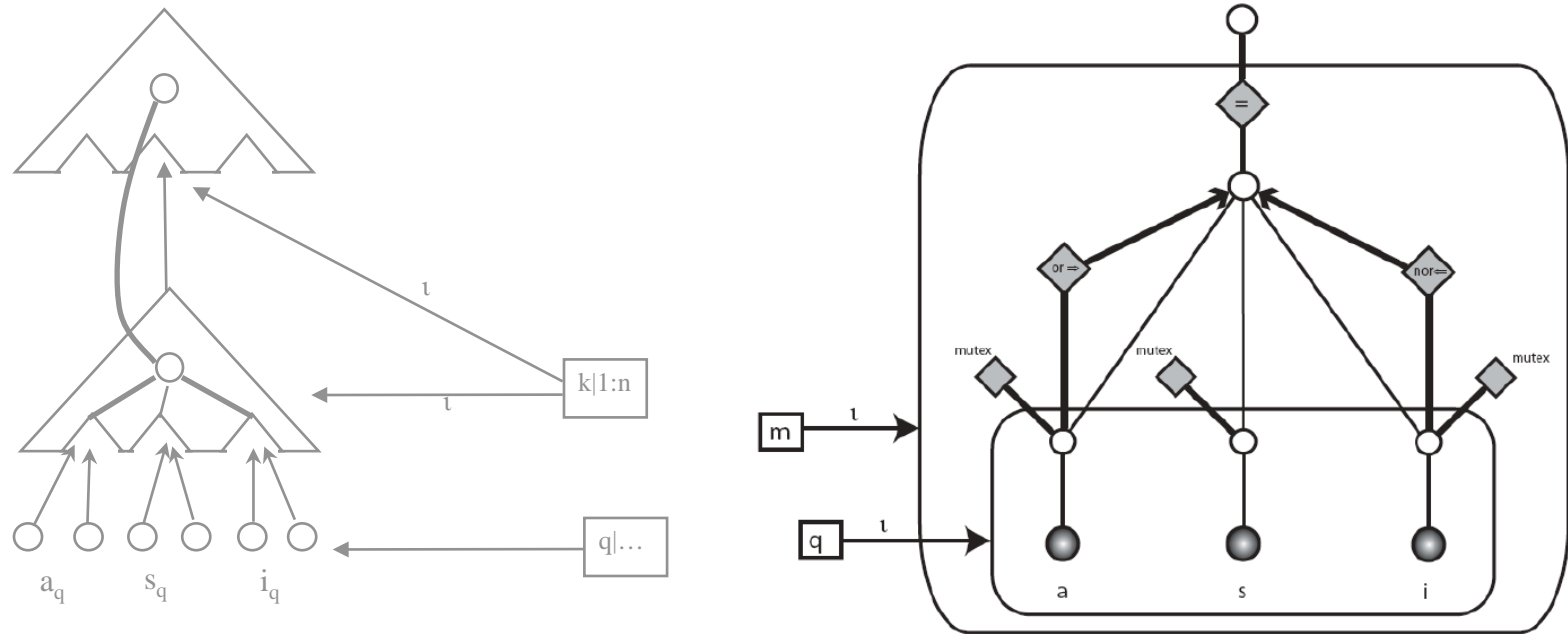 ι
k|1:n
ι
q|…
a_q s_q i_q
=
or ⇒
nor⇐
mutex
mutex
mutex
m
ι
q
ι
a s i